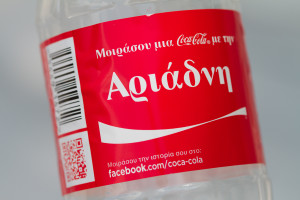 Μοιράσου μια Coca-Cola με την
Αριάδνη
Μοιράσου την ιστορία σου στο:
facebook.com/coca-cola